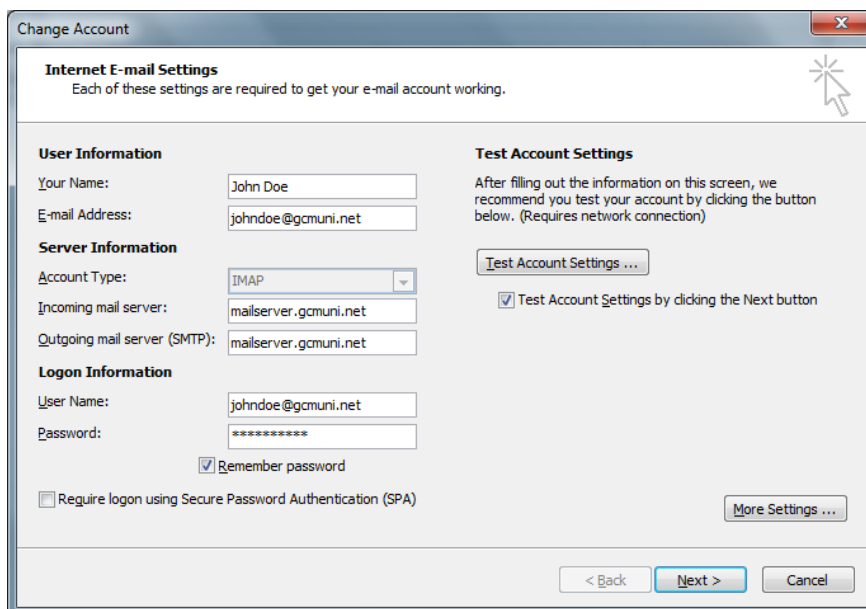 Change Account
Internet E-mail Settings
Each of these settings are required to get your e-mail account working.
User Information
Your Name:
John Doe
E-mail Address:
johndoe@gcmuni.net
Server Information
Account Type:
IMAP
Incoming mail server:
mailserver.gcmuni.net
Outgoing mail server (SMTP):
mailserver.gcmuni.net
Logon Information
User Name:
johndoe@gcmuni.net
Password:
**********
Remember password
Require logon using Secure Password Authentication (SPA)
Test Account Settings
After filling out the information on this screen, we
recommend you test your account by clicking the button
below. (Requires network connection)
Test Account Settings ...
Test Account Settings by clicking the Next button
More Settings ...
< Back
Next >
Cancel